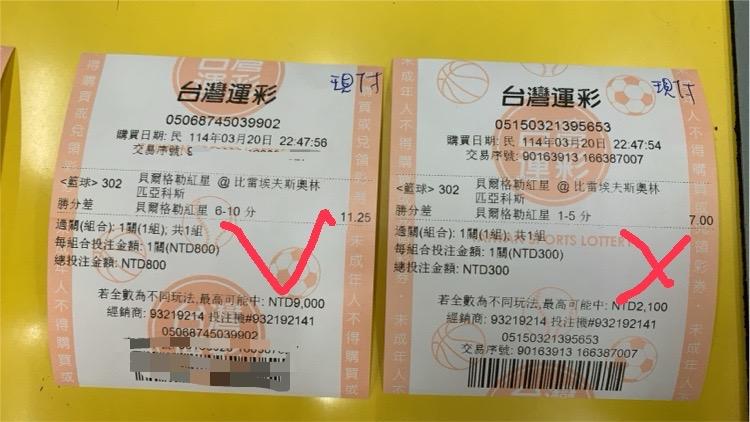 現付
台灣運彩
05068745039902
購買日期: 民 114年03月20日 22:47:56
交易序號: 9
<籃球> 302 貝爾格勒紅星 @ 比雷埃夫斯奧林匹亞科斯
勝分差 貝爾格勒紅星 6-10 分 11.25
過關(組合): 1關(1組); 共1組
每組合投注金額: 1關(NTD800)
總投注金額: NTD800
若全數為不同玩法,最高可能中: NTD9,000
經銷商: 93219214 投注機#932192141
05068745039902
現付
台灣運彩
05150321395653
購買日期: 民 114年03月20日 22:47:54
交易序號: 90163913 166387007
<籃球> 302 貝爾格勒紅星 @ 比雷埃夫斯奧林
匹亞科斯
勝分差 貝爾格勒紅星 1-5 分 7.00
過關(組合): 1關(1組); 共1組
每組合投注金額: 1關(NTD300)
總投注金額: NTD300
若全數為不同玩法,最高可能中: NTD2,100
經銷商: 93219214 投注機#932192141
05150321395653
交易序號: 90163913 166387007